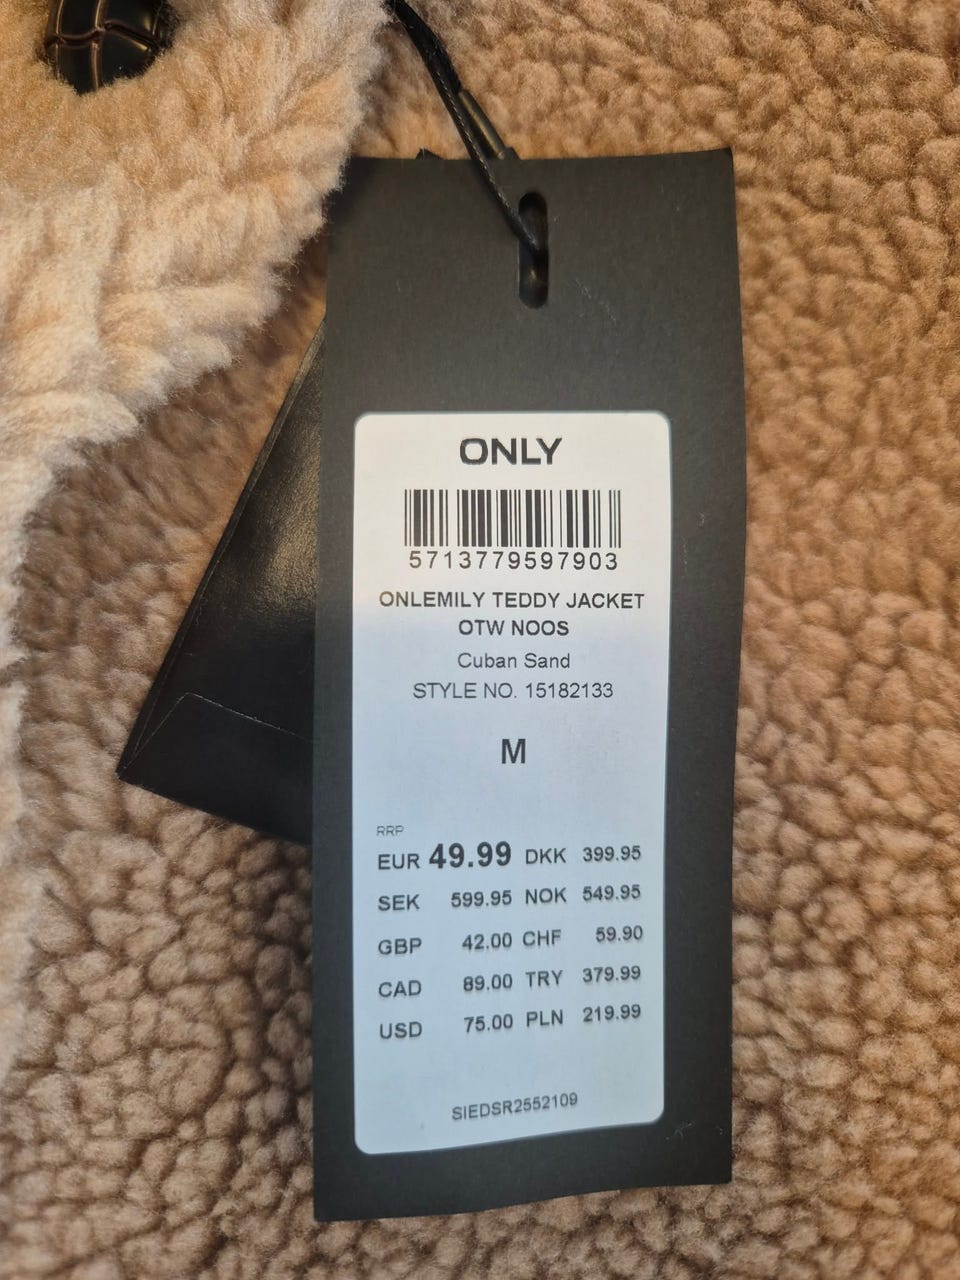 ONLY
5713779597903
ONLEMILY TEDDY JACKET
OTW NOOS
Cuban Sand
STYLE NO. 15182133
M
RRP
EUR 49.99 DKK 399.95
SEK 599.95 NOK 549.95
GBP 42.00 CHF 59.90
CAD 89.00 TRY 379.99
USD 75.00 PLN 219.99
SIEDSR2552109